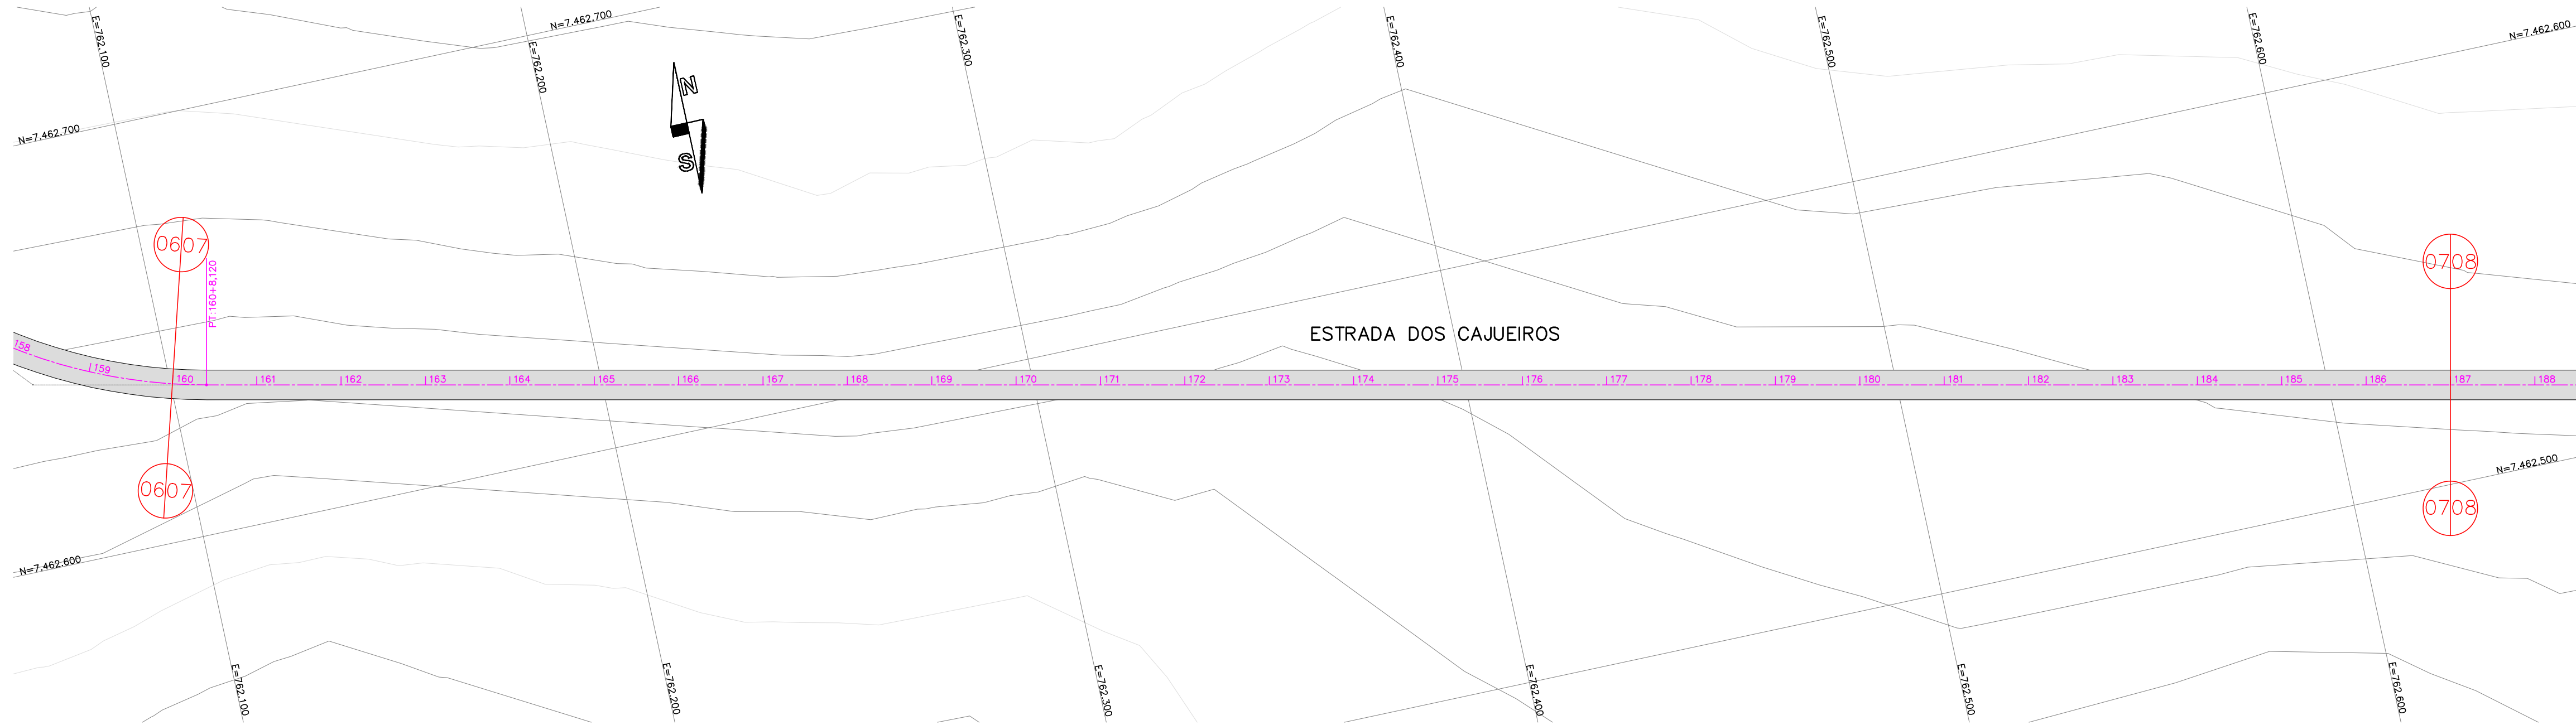 E=762.100
E=762.200
N=7.462.700
E=762.300
E=762.400
E=762.500
E=762.600
N=7.462.600
N=7.462.700
N
S
0607
0708
PT:160+8,120
ESTRADA DOS CAJUEIROS
158
159
160
161
162
163
164
165
166
167
168
169
170
171
172
173
174
175
176
177
178
179
180
181
182
183
184
185
186
187
188
0607
0708
N=7.462.500
N=7.462.600
E=762.100
E=762.200
E=762.300
E=762.400
E=762.500
E=762.600